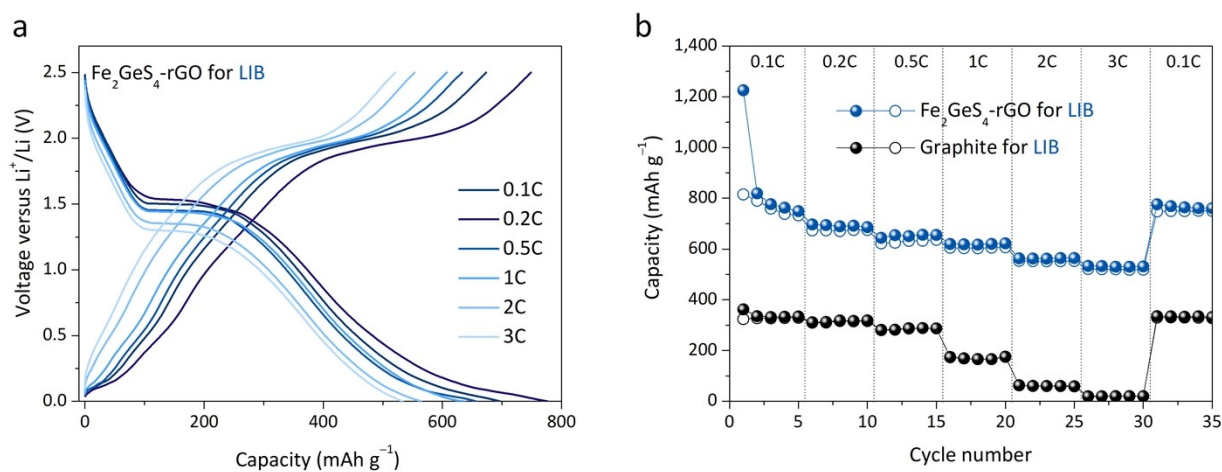 a
Fe₂GeS₄-rGO for LIB
2.5
2.0
1.5
1.0
0.5
0.0
Voltage versus Li⁺/Li (V)
0.1C
0.2C
0.5C
1C
2C
3C
0 200 400 600 800
Capacity (mAh g⁻¹)
b
1,400
1,200
1,000
800
600
400
200
0
Capacity (mAh g⁻¹)
0.1C 0.2C 0.5C 1C 2C 3C 0.1C
Fe₂GeS₄-rGO for LIB
Graphite for LIB
0 5 10 15 20 25 30 35
Cycle number